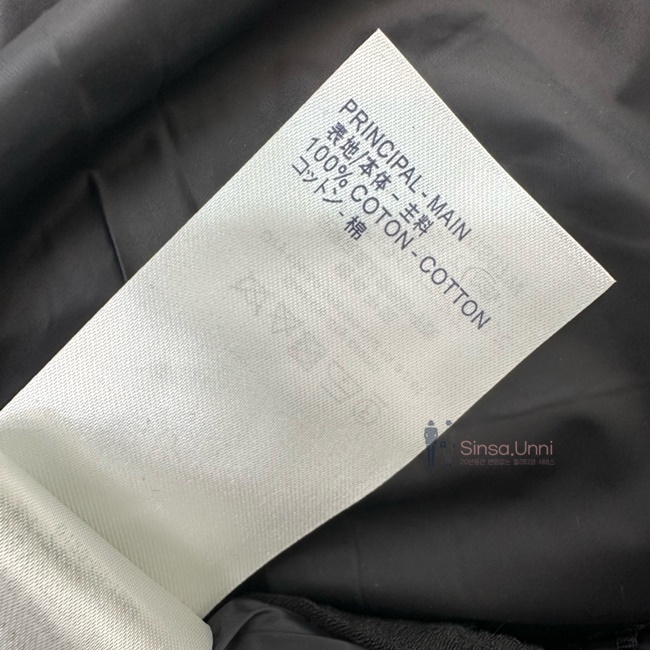 PRINCIPAL - MAIN
表地/本体 - 主料
100% COTON - COTTON
コットン - 棉
Sinsa.Unni